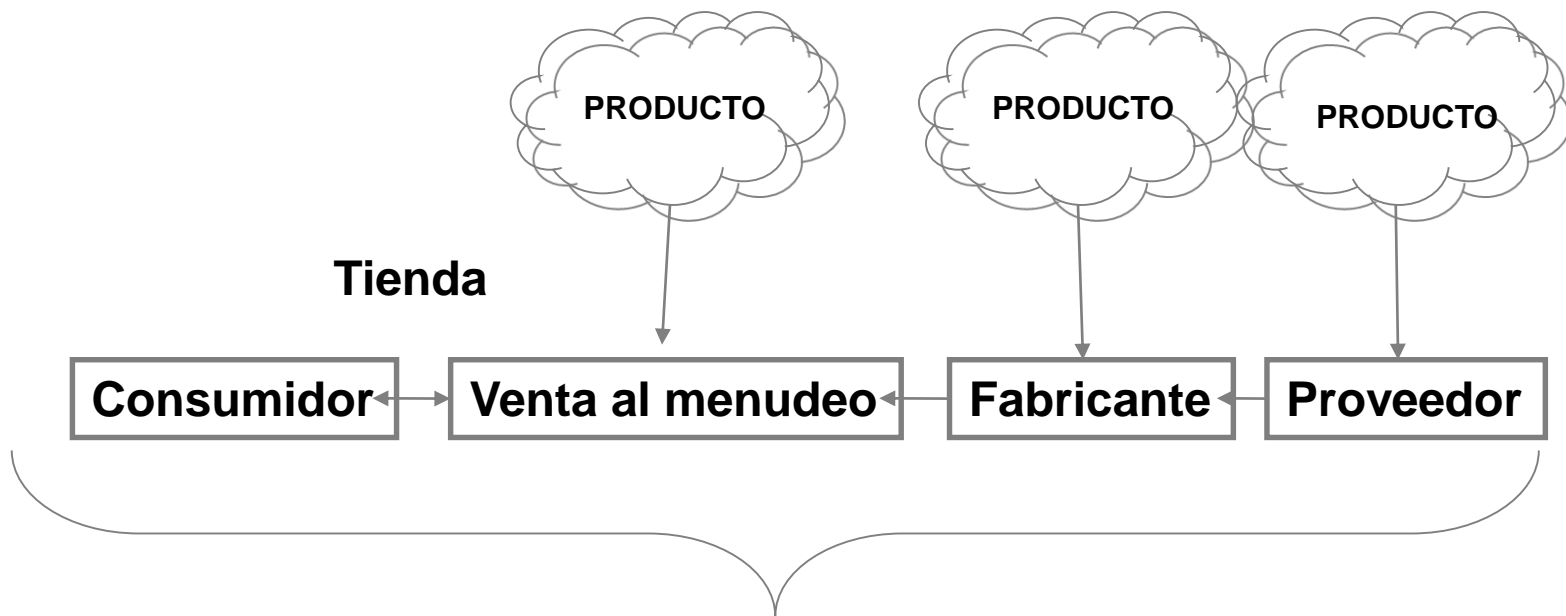 PRODUCTO
PRODUCTO
PRODUCTO
Tienda
Consumidor
Venta al menudeo
Fabricante
Proveedor